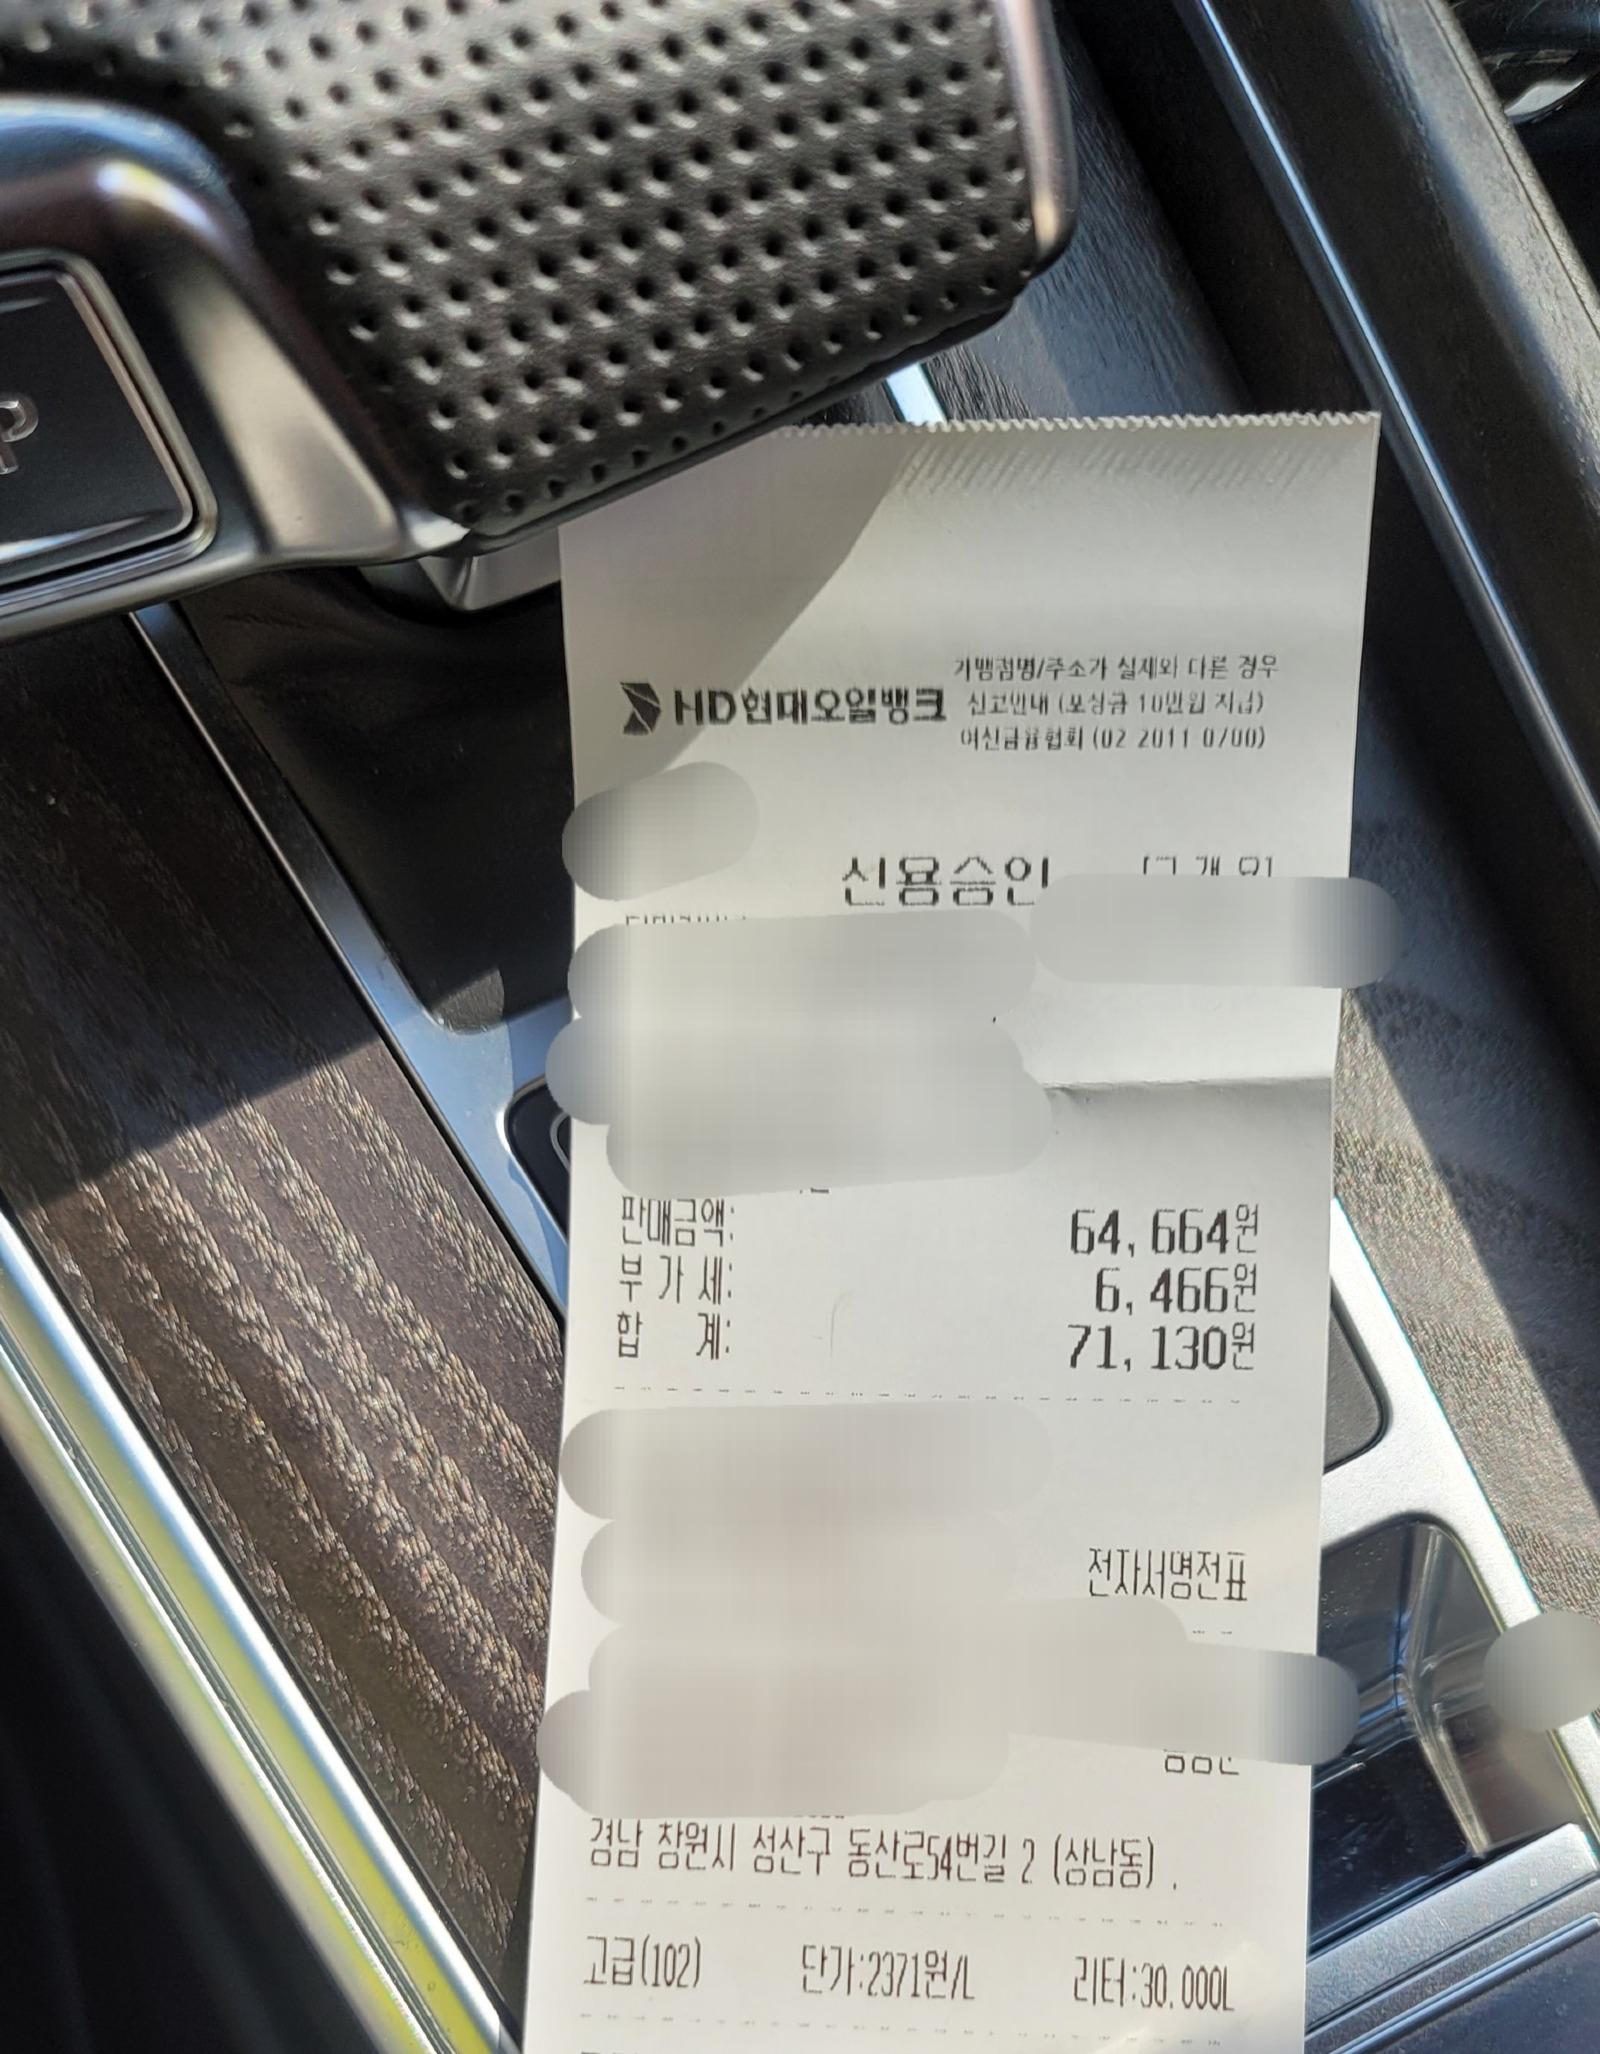 P
HD현대오일뱅크
가맹점명/주소가 실제와 다른 경우
신고안내 (포상금 10만원 지급)
여신금융협회 (02 2011 0700)
신용승인
판매금액: 64,664원
부 가 세: 6,466원
합 계: 71,130원
전자서명전표
경남 창원시 성산구 동산로54번길 2 (상남동) .
고급(102) 단가:2371원/L 리터:30.000L